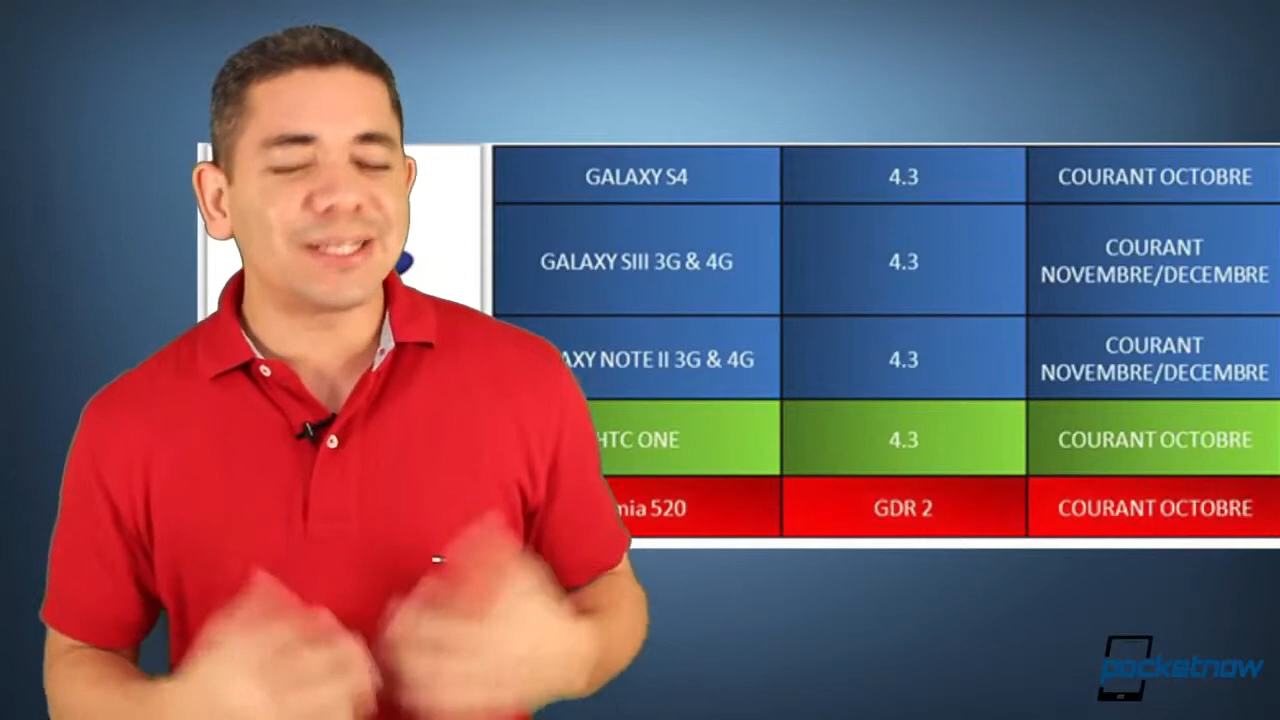 GALAXY S4
4.3
COURANT OCTOBRE
GALAXY SIII 3G & 4G
4.3
COURANT
NOVEMBRE/DECEMBRE
AXY NOTE II 3G & 4G
4.3
COURANT
NOVEMBRE/DECEMBRE
HTC ONE
4.3
COURANT OCTOBRE
mia 520
GDR 2
COURANT OCTOBRE
pocketnow